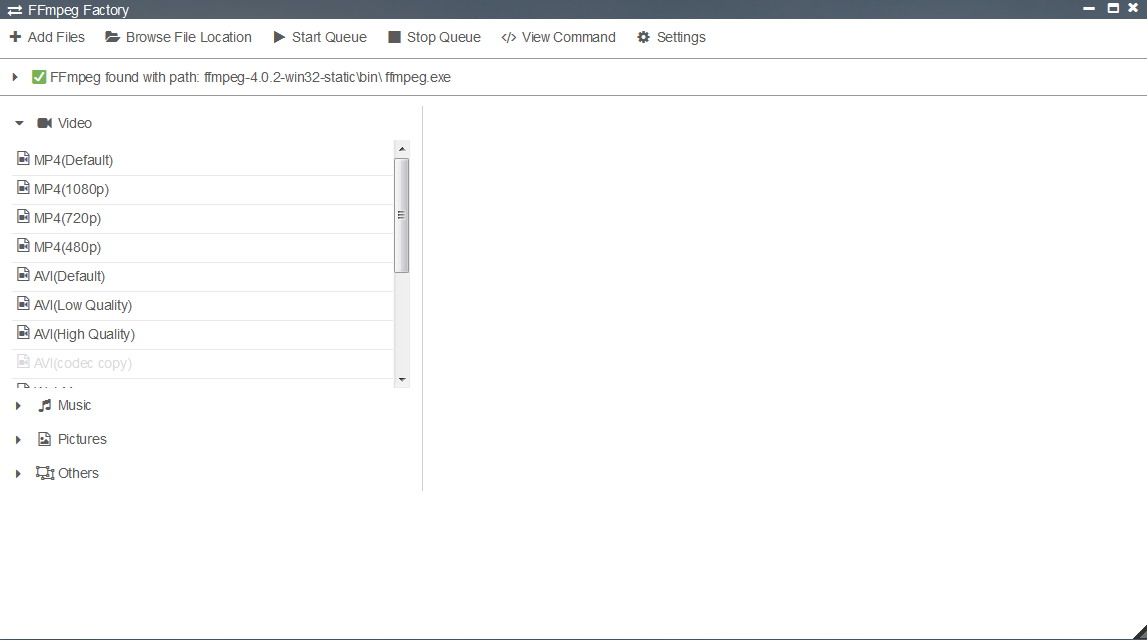 FFmpeg Factory
Add Files Browse File Location Start Queue Stop Queue View Command Settings
FFmpeg found with path: ffmpeg-4.0.2-win32-static\bin\ ffmpeg.exe
Video
MP4(Default)
MP4(1080p)
MP4(720p)
MP4(480p)
AVI(Default)
AVI(Low Quality)
AVI(High Quality)
AVI(codec copy)
Music
Pictures
Others